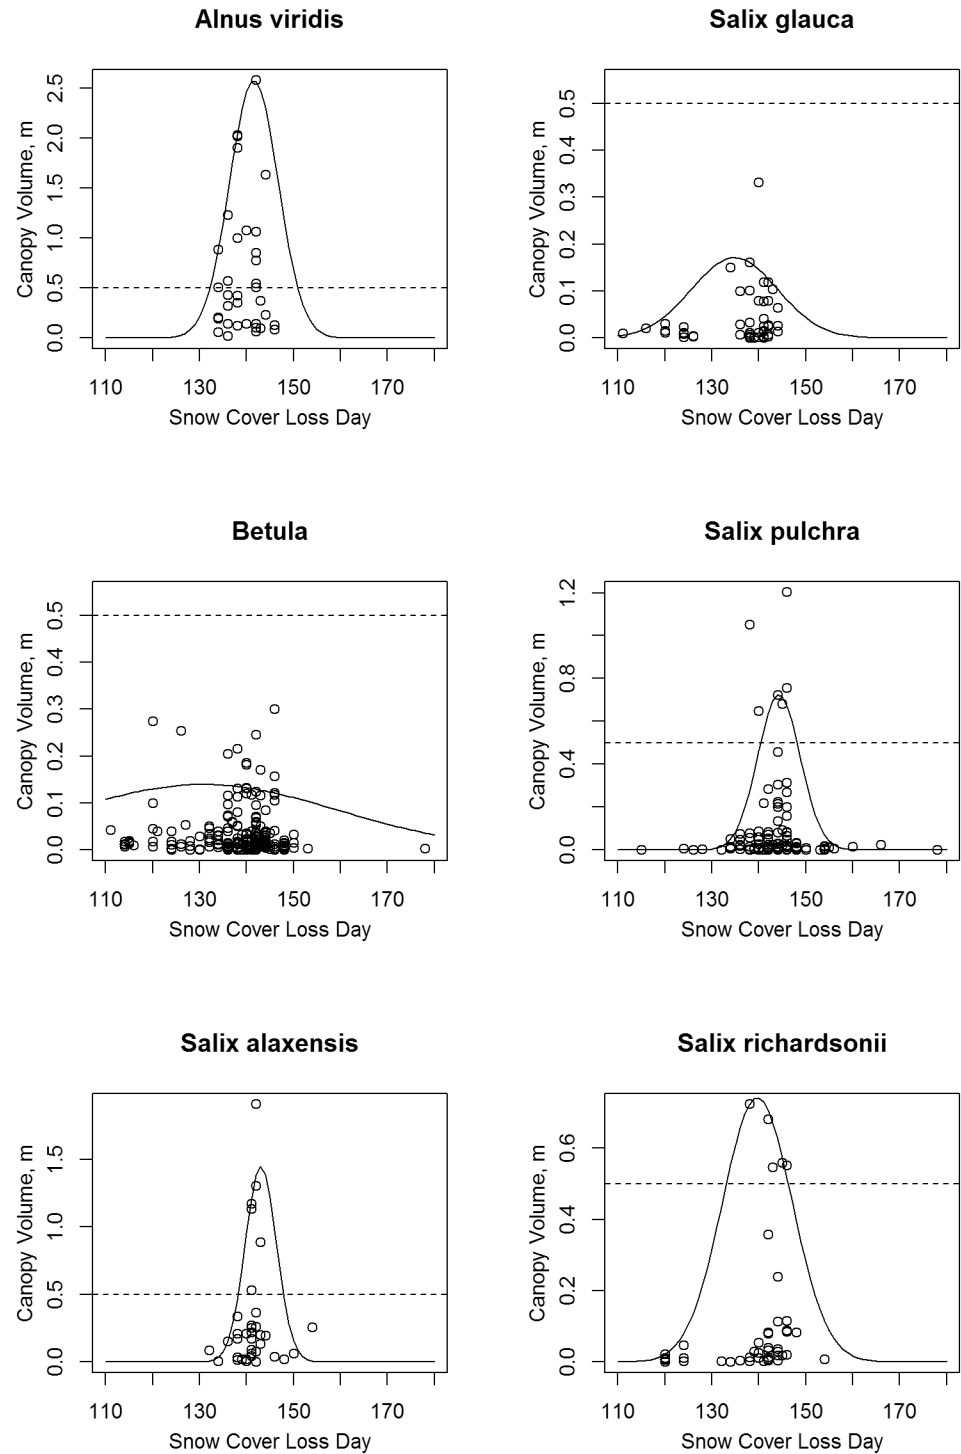 Alnus viridis
Canopy Volume, m
0.0 0.5 1.0 1.5 2.0 2.5
110 130 150 170
Snow Cover Loss Day
Salix glauca
Canopy Volume, m
0.0 0.1 0.2 0.3 0.4 0.5
110 130 150 170
Snow Cover Loss Day
Betula
Canopy Volume, m
0.0 0.1 0.2 0.3 0.4 0.5
110 130 150 170
Snow Cover Loss Day
Salix pulchra
Canopy Volume, m
0.0 0.4 0.8 1.2
110 130 150 170
Snow Cover Loss Day
Salix alaxensis
Canopy Volume, m
0.0 0.5 1.0 1.5
110 130 150 170
Snow Cover Loss Day
Salix richardsonii
Canopy Volume, m
0.0 0.2 0.4 0.6
110 130 150 170
Snow Cover Loss Day